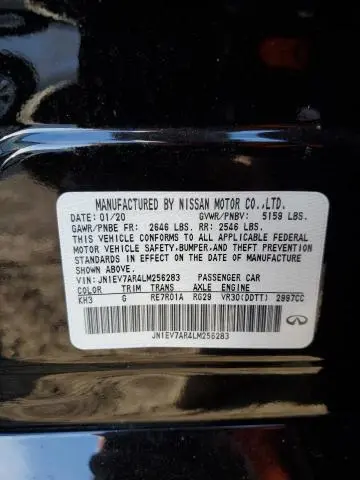 MANUFACTURED BY NISSAN MOTOR CO.,LTD.
DATE: 01/20 GVWR/PNBV: 5159 LBS.
GAWR/PNBE FR: 2646 LBS. RR: 2546 LBS.
THIS VEHICLE CONFORMS TO ALL APPLICABLE FEDERAL
MOTOR VEHICLE SAFETY,BUMPER,AND THEFT PREVENTION
STANDARDS IN EFFECT ON THE DATE OF MANUFACTURE
SHOWN ABOVE.
VIN: JN1EV7AR4LM256283 PASSENGER CAR
COLOR TRIM TRANS AXLE ENGINE
KH3 G RE7R01A RG29 VR30(DDTT) 2997CC
JN1EV7AR4LM256283